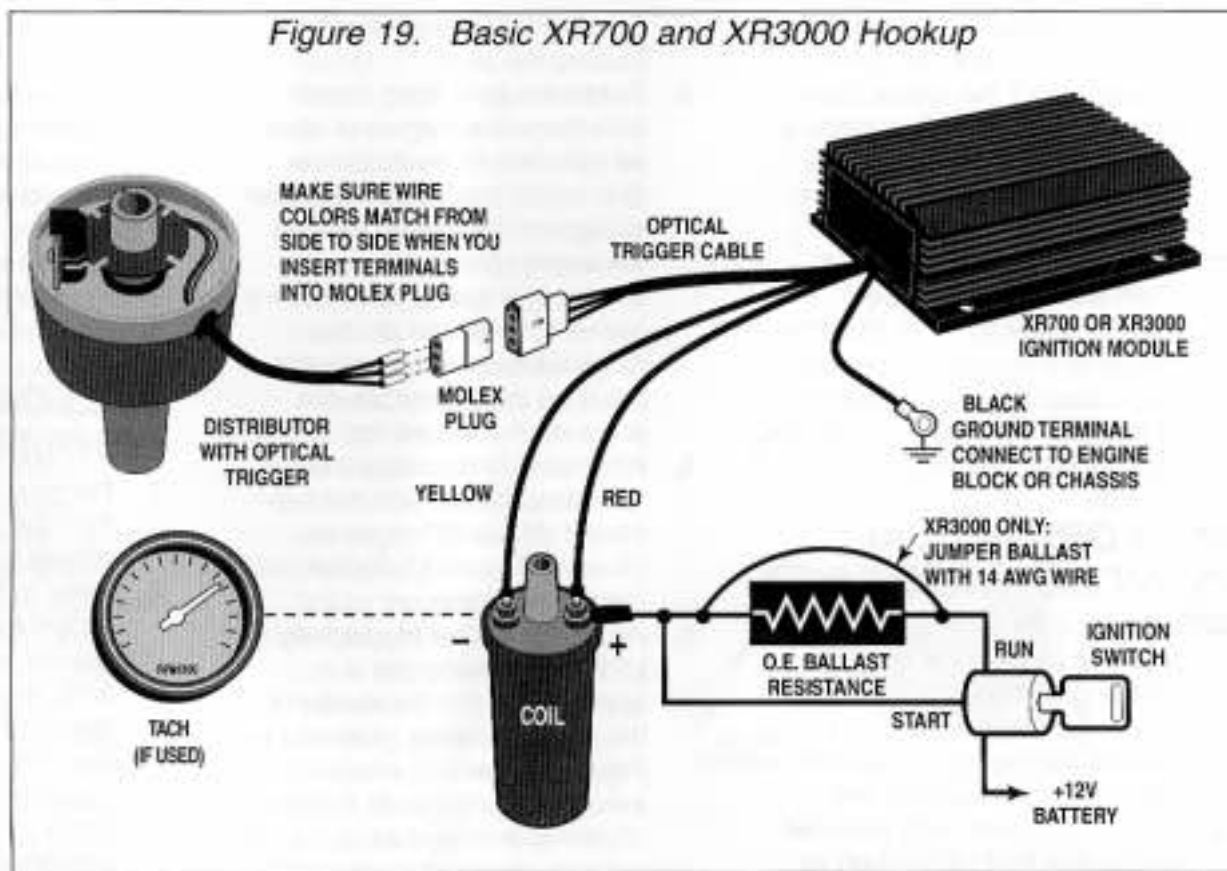 Figure 19. Basic XR700 and XR3000 Hookup
MAKE SURE WIRE
COLORS MATCH FROM
SIDE TO SIDE WHEN YOU
INSERT TERMINALS
INTO MOLEX PLUG
OPTICAL
TRIGGER CABLE
XR700 OR XR3000
IGNITION MODULE
MOLEX
PLUG
DISTRIBUTOR
WITH OPTICAL
TRIGGER
BLACK
GROUND TERMINAL
CONNECT TO ENGINE
BLOCK OR CHASSIS
YELLOW
RED
XR3000 ONLY:
JUMPER BALLAST
WITH 14 AWG WIRE
– +
O.E. BALLAST
RESISTANCE
RUN
IGNITION
SWITCH
START
COIL
TACH
(IF USED)
+12V
BATTERY